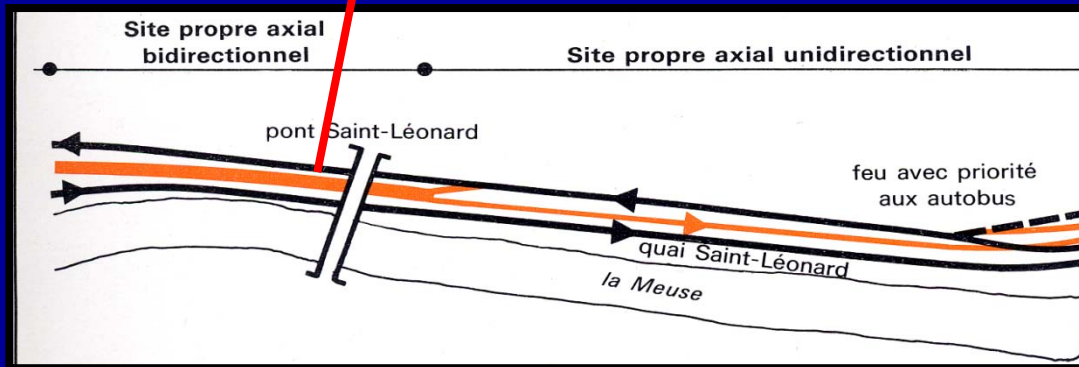 Site propre axial
bidirectionnel
Site propre axial unidirectionnel
pont Saint-Léonard
feu avec priorité
aux autobus
quai Saint-Léonard
la Meuse